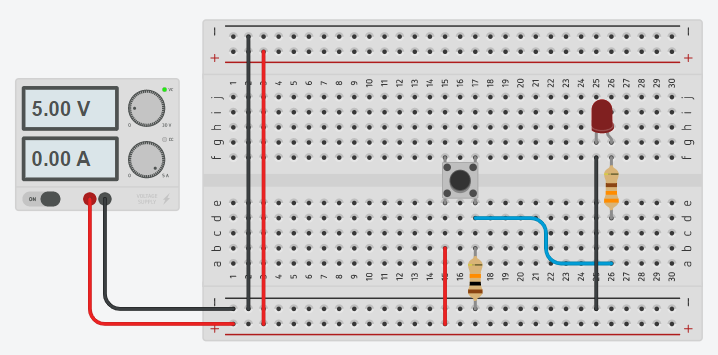 5.00 V
0.00 A
ON
− −
+ +
1 2 3 4 5 6 7 8 9 10 11 12 13 14 15 16 17 18 19 20 21 22 23 24 25 26 27 28 29 30
j j
i i
h h
g g
f f
e e
d d
c c
b b
a a
1 2 3 4 5 6 7 8 9 10 11 12 13 14 15 16 17 18 19 20 21 22 23 24 25 26 27 28 29 30
− −
+ +